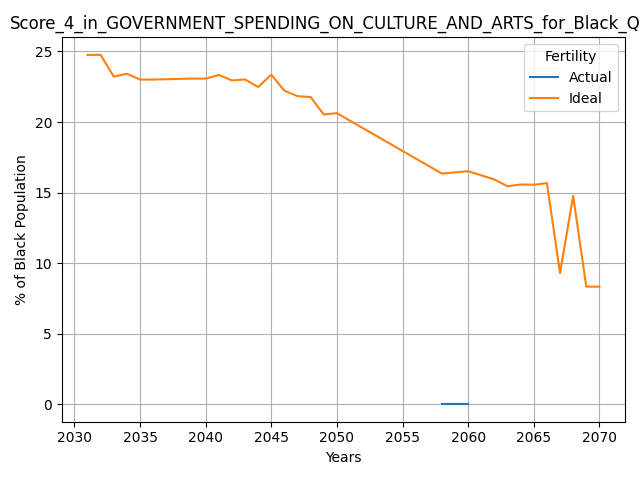 Score_4_in_GOVERNMENT_SPENDING_ON_CULTURE_AND_ARTS_for_Black_Q
25
20
15
10
5
0
% of Black Population
Fertility
Actual
Ideal
2030 2035 2040 2045 2050 2055 2060 2065 2070
Years